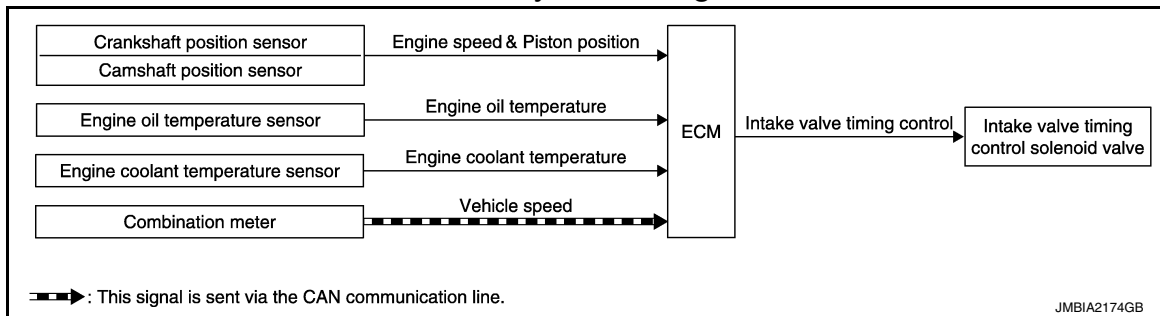 Crankshaft position sensor
Camshaft position sensor
Engine speed & Piston position
Engine oil temperature sensor
Engine oil temperature
Engine coolant temperature sensor
Engine coolant temperature
Combination meter
Vehicle speed
ECM
Intake valve timing control
Intake valve timing
control solenoid valve
: This signal is sent via the CAN communication line.
JMBIA2174GB